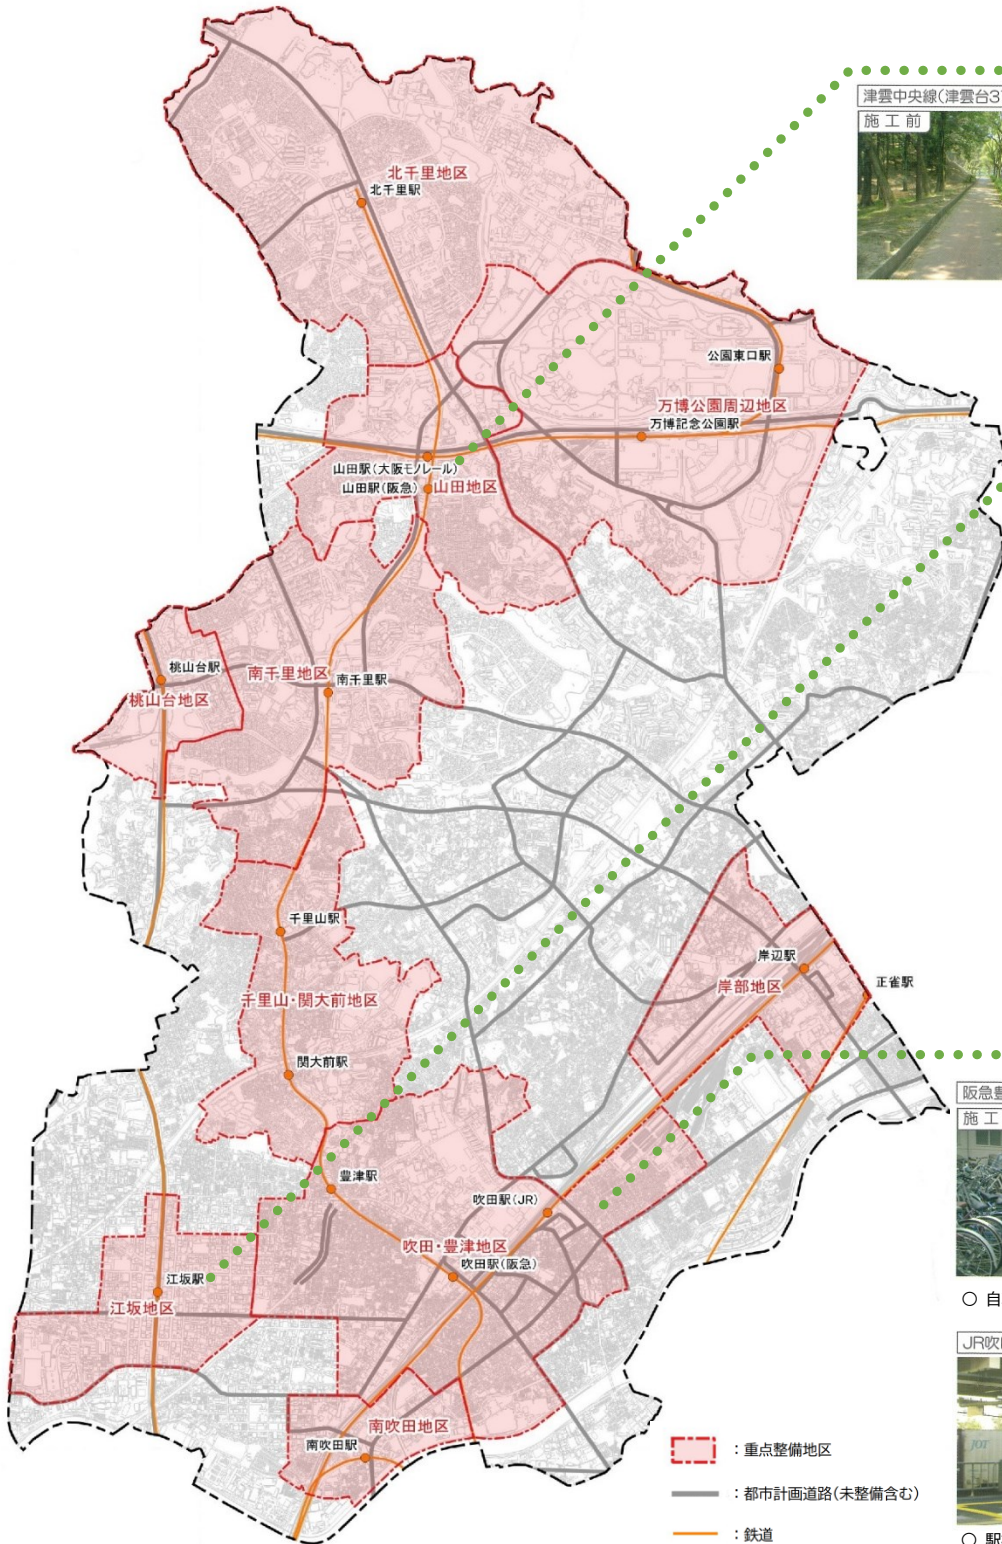 津雲中央線(津雲台3
施工前
北千里地区
北千里駅
公園東口駅
万博公園周辺地区
万博記念公園駅
山田駅(大阪モノレール)
山田駅(阪急)
山田地区
桃山台駅
南千里地区
南千里駅
桃山台地区
千里山駅
岸辺駅
岸部地区
正雀駅
千里山・関大前地区
関大前駅
阪急豊
施工
豊津駅
吹田駅(JR)
吹田・豊津地区
吹田駅(阪急)
江坂駅
江坂地区
○ 自
JR吹
南吹田地区
南吹田駅
JOT
:重点整備地区
:都市計画道路(未整備含む)
:鉄道
○ 駅